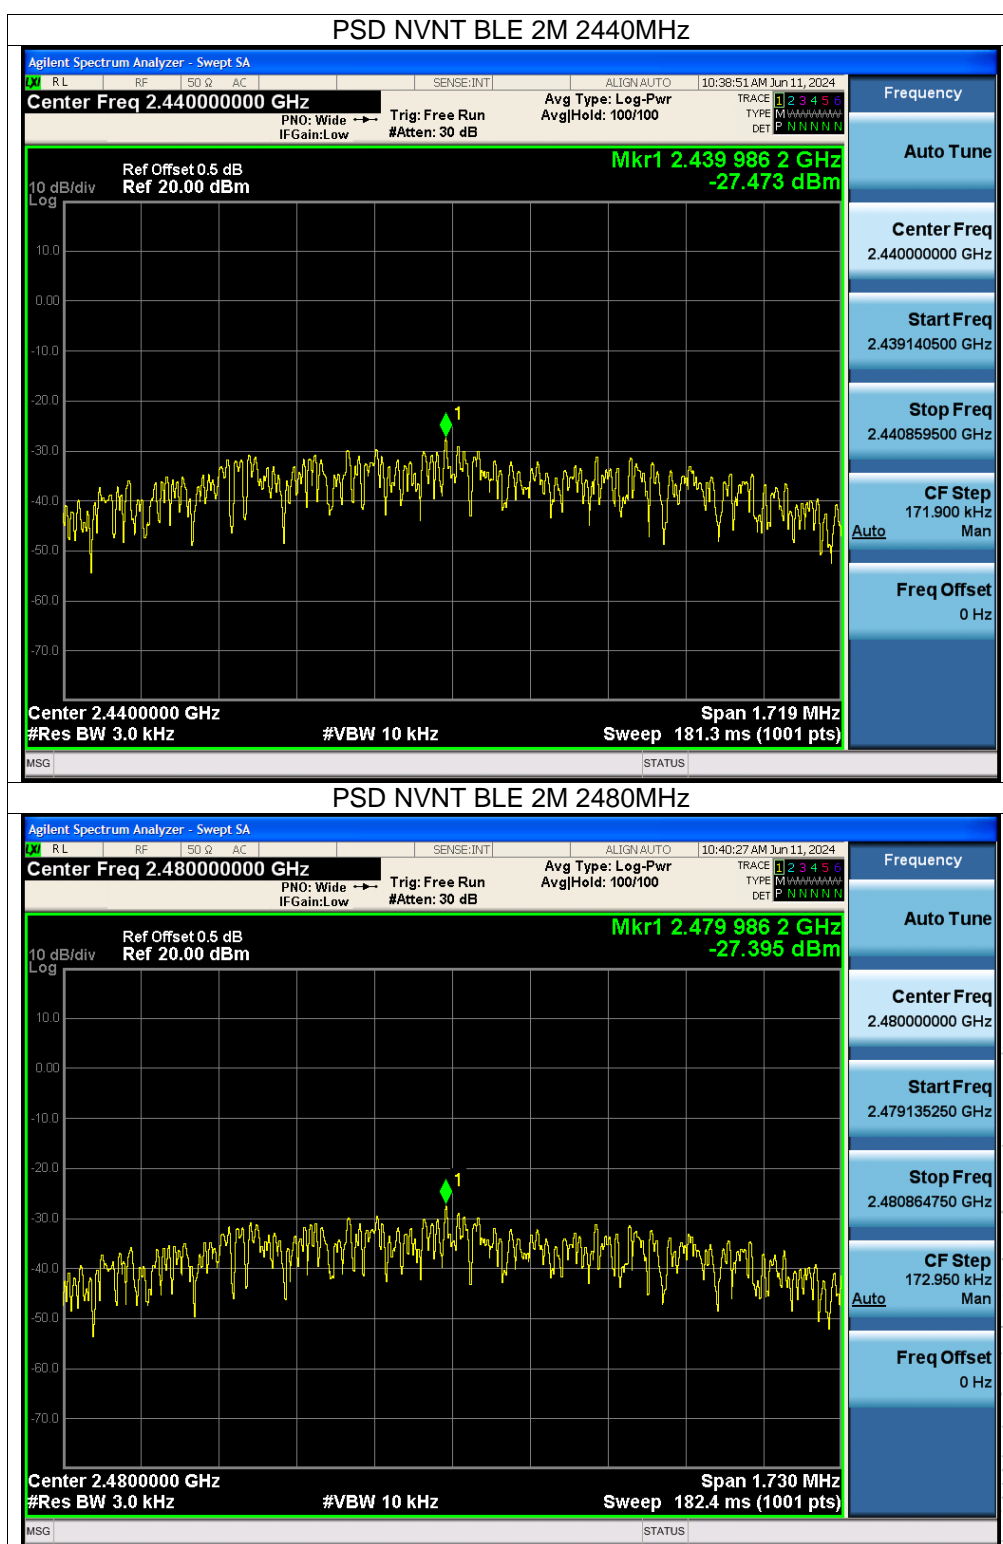 PSD NVNT BLE 2M 2440MHz
Agilent Spectrum Analyzer - Swept SA
LXI RL RF 50 Ω AC SENSE:INT ALIGN AUTO 10:38:51 AM Jun 11, 2024
Center Freq 2.440000000 GHz
PNO: Wide
IFGain:Low
Trig: Free Run
#Atten: 30 dB
Avg Type: Log-Pwr
Avg|Hold: 100/100
TRACE 1 2 3 4 5 6
TYPE M W W W W W
DET P N N N N N
Frequency
Mkr1 2.439 986 2 GHz
-27.473 dBm
Ref Offset 0.5 dB
10 dB/div Ref 20.00 dBm
Log
10.0
0.00
-10.0
-20.0
-30.0
-40.0
-50.0
-60.0
-70.0
1
Center 2.4400000 GHz Span 1.719 MHz
#Res BW 3.0 kHz #VBW 10 kHz Sweep 181.3 ms (1001 pts)
Auto Tune
Center Freq
2.440000000 GHz
Start Freq
2.439140500 GHz
Stop Freq
2.440859500 GHz
CF Step
171.900 kHz
Auto Man
Freq Offset
0 Hz
MSG STATUS
PSD NVNT BLE 2M 2480MHz
Agilent Spectrum Analyzer - Swept SA
LXI RL RF 50 Ω AC SENSE:INT ALIGN AUTO 10:40:27 AM Jun 11, 2024
Center Freq 2.480000000 GHz
PNO: Wide
IFGain:Low
Trig: Free Run
#Atten: 30 dB
Avg Type: Log-Pwr
Avg|Hold: 100/100
TRACE 1 2 3 4 5 6
TYPE M W W W W W
DET P N N N N N
Frequency
Mkr1 2.479 986 2 GHz
-27.395 dBm
Ref Offset 0.5 dB
10 dB/div Ref 20.00 dBm
Log
10.0
0.00
-10.0
-20.0
-30.0
-40.0
-50.0
-60.0
-70.0
1
Center 2.4800000 GHz Span 1.730 MHz
#Res BW 3.0 kHz #VBW 10 kHz Sweep 182.4 ms (1001 pts)
Auto Tune
Center Freq
2.480000000 GHz
Start Freq
2.479135250 GHz
Stop Freq
2.480864750 GHz
CF Step
172.950 kHz
Auto Man
Freq Offset
0 Hz
MSG STATUS